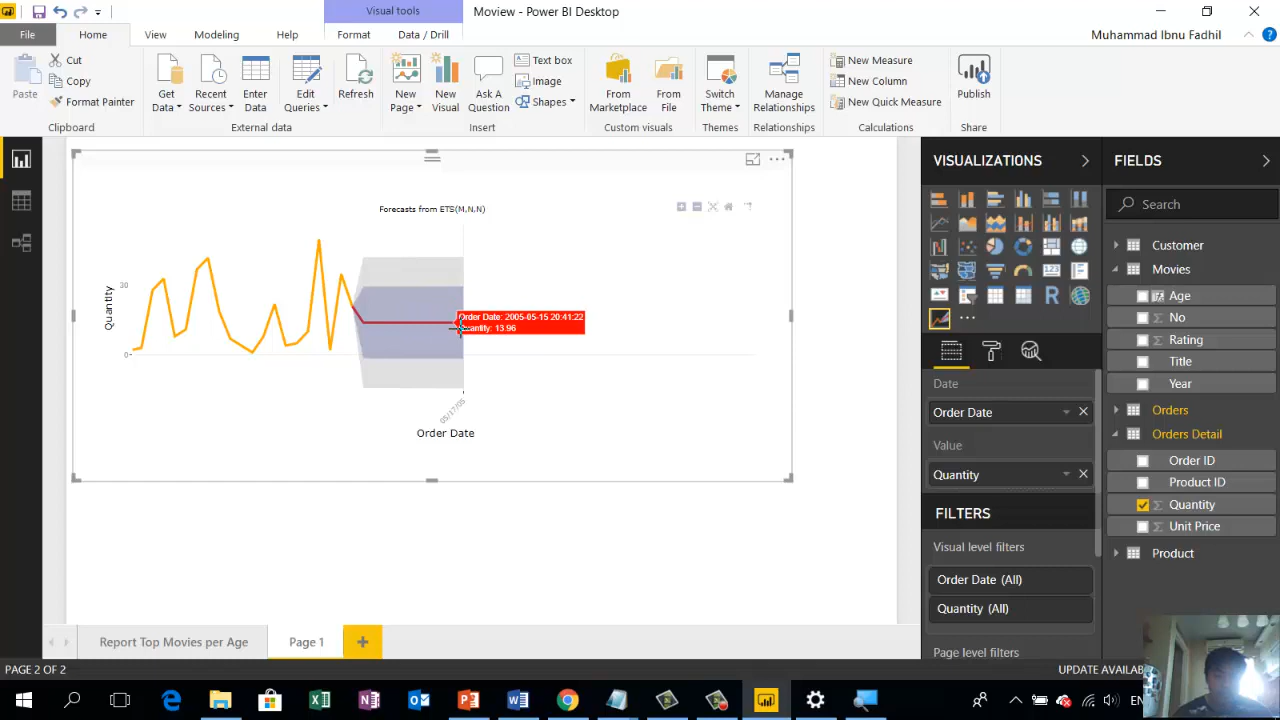 Moview - Power BI Desktop
Visual tools
File
Home
View
Modeling
Help
Format
Data / Drill
Muhammad Ibnu Fadhil
Paste
Cut
Copy
Format Painter
Clipboard
Get Data
Recent Sources
Enter Data
Edit Queries
Refresh
External data
New Page
New Visual
Ask A Question
Text box
Image
Shapes
Insert
From Marketplace
From File
Custom visuals
Switch Theme
Themes
Manage Relationships
Relationships
New Measure
New Column
New Quick Measure
Calculations
Publish
Share
Forecasts from ETS(M,N,N)
Quantity
30
0
Order Date: 2005-05-15 20:41:22
Quantity: 13.96
05/17/05
Order Date
VISUALIZATIONS
R
123
Date
Order Date
Value
Quantity
FILTERS
Visual level filters
Order Date (All)
Quantity (All)
Page level filters
FIELDS
Search
Customer
Movies
Age
No
Rating
Title
Year
Orders
Orders Detail
Order ID
Product ID
Quantity
Unit Price
Product
Report Top Movies per Age
Page 1
PAGE 2 OF 2
UPDATE AVAILAB
EN